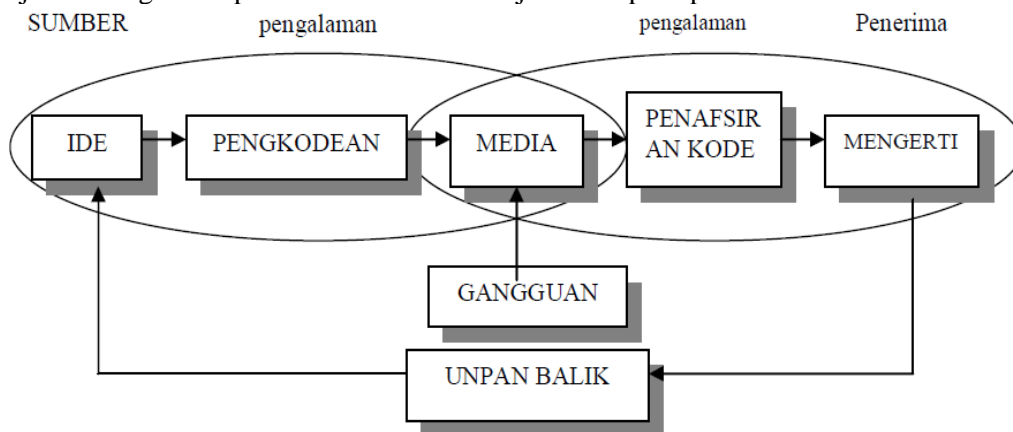 SUMBER pengalaman pengalaman Penerima
IDE PENGKODEAN MEDIA PENAFSIR
AN KODE MENGERTI
GANGGUAN
UNPAN BALIK